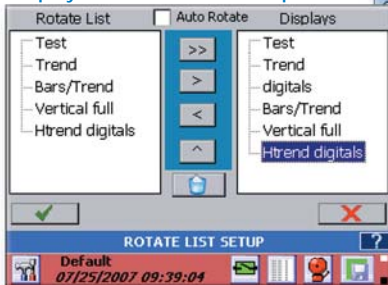 Rotate List Auto Rotate Displays
Test
Trend
Bars/Trend
Vertical full
Htrend digitals
>>
>
<
^
Test
Trend
digitals
Bars/Trend
Vertical full
Htrend digitals
ROTATE LIST SETUP ?
Default
07/25/2007 09:39:04